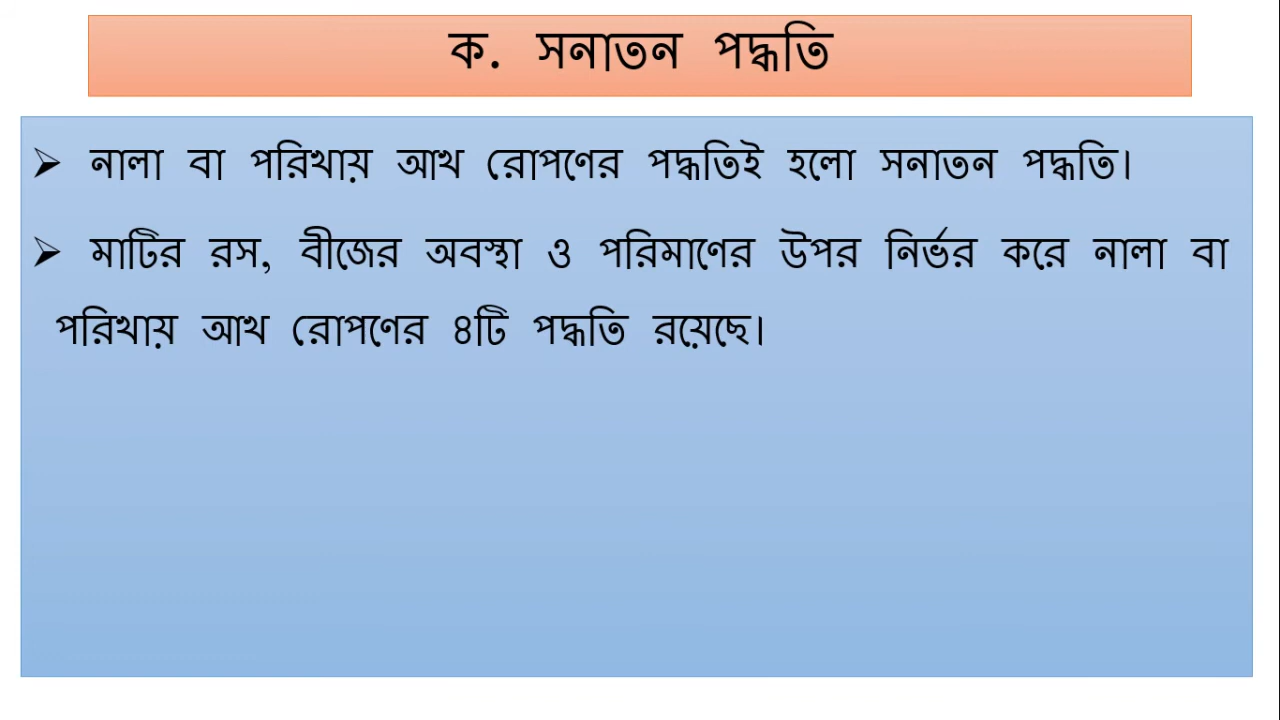 ক. সনাতন পদ্ধতি
➢ নালা বা পরিখায় আখ রোপণের পদ্ধতিই হলো সনাতন পদ্ধতি।
➢ মাটির রস, বীজের অবস্থা ও পরিমাণের উপর নির্ভর করে নালা বা
পরিখায় আখ রোপণের ৪টি পদ্ধতি রয়েছে।